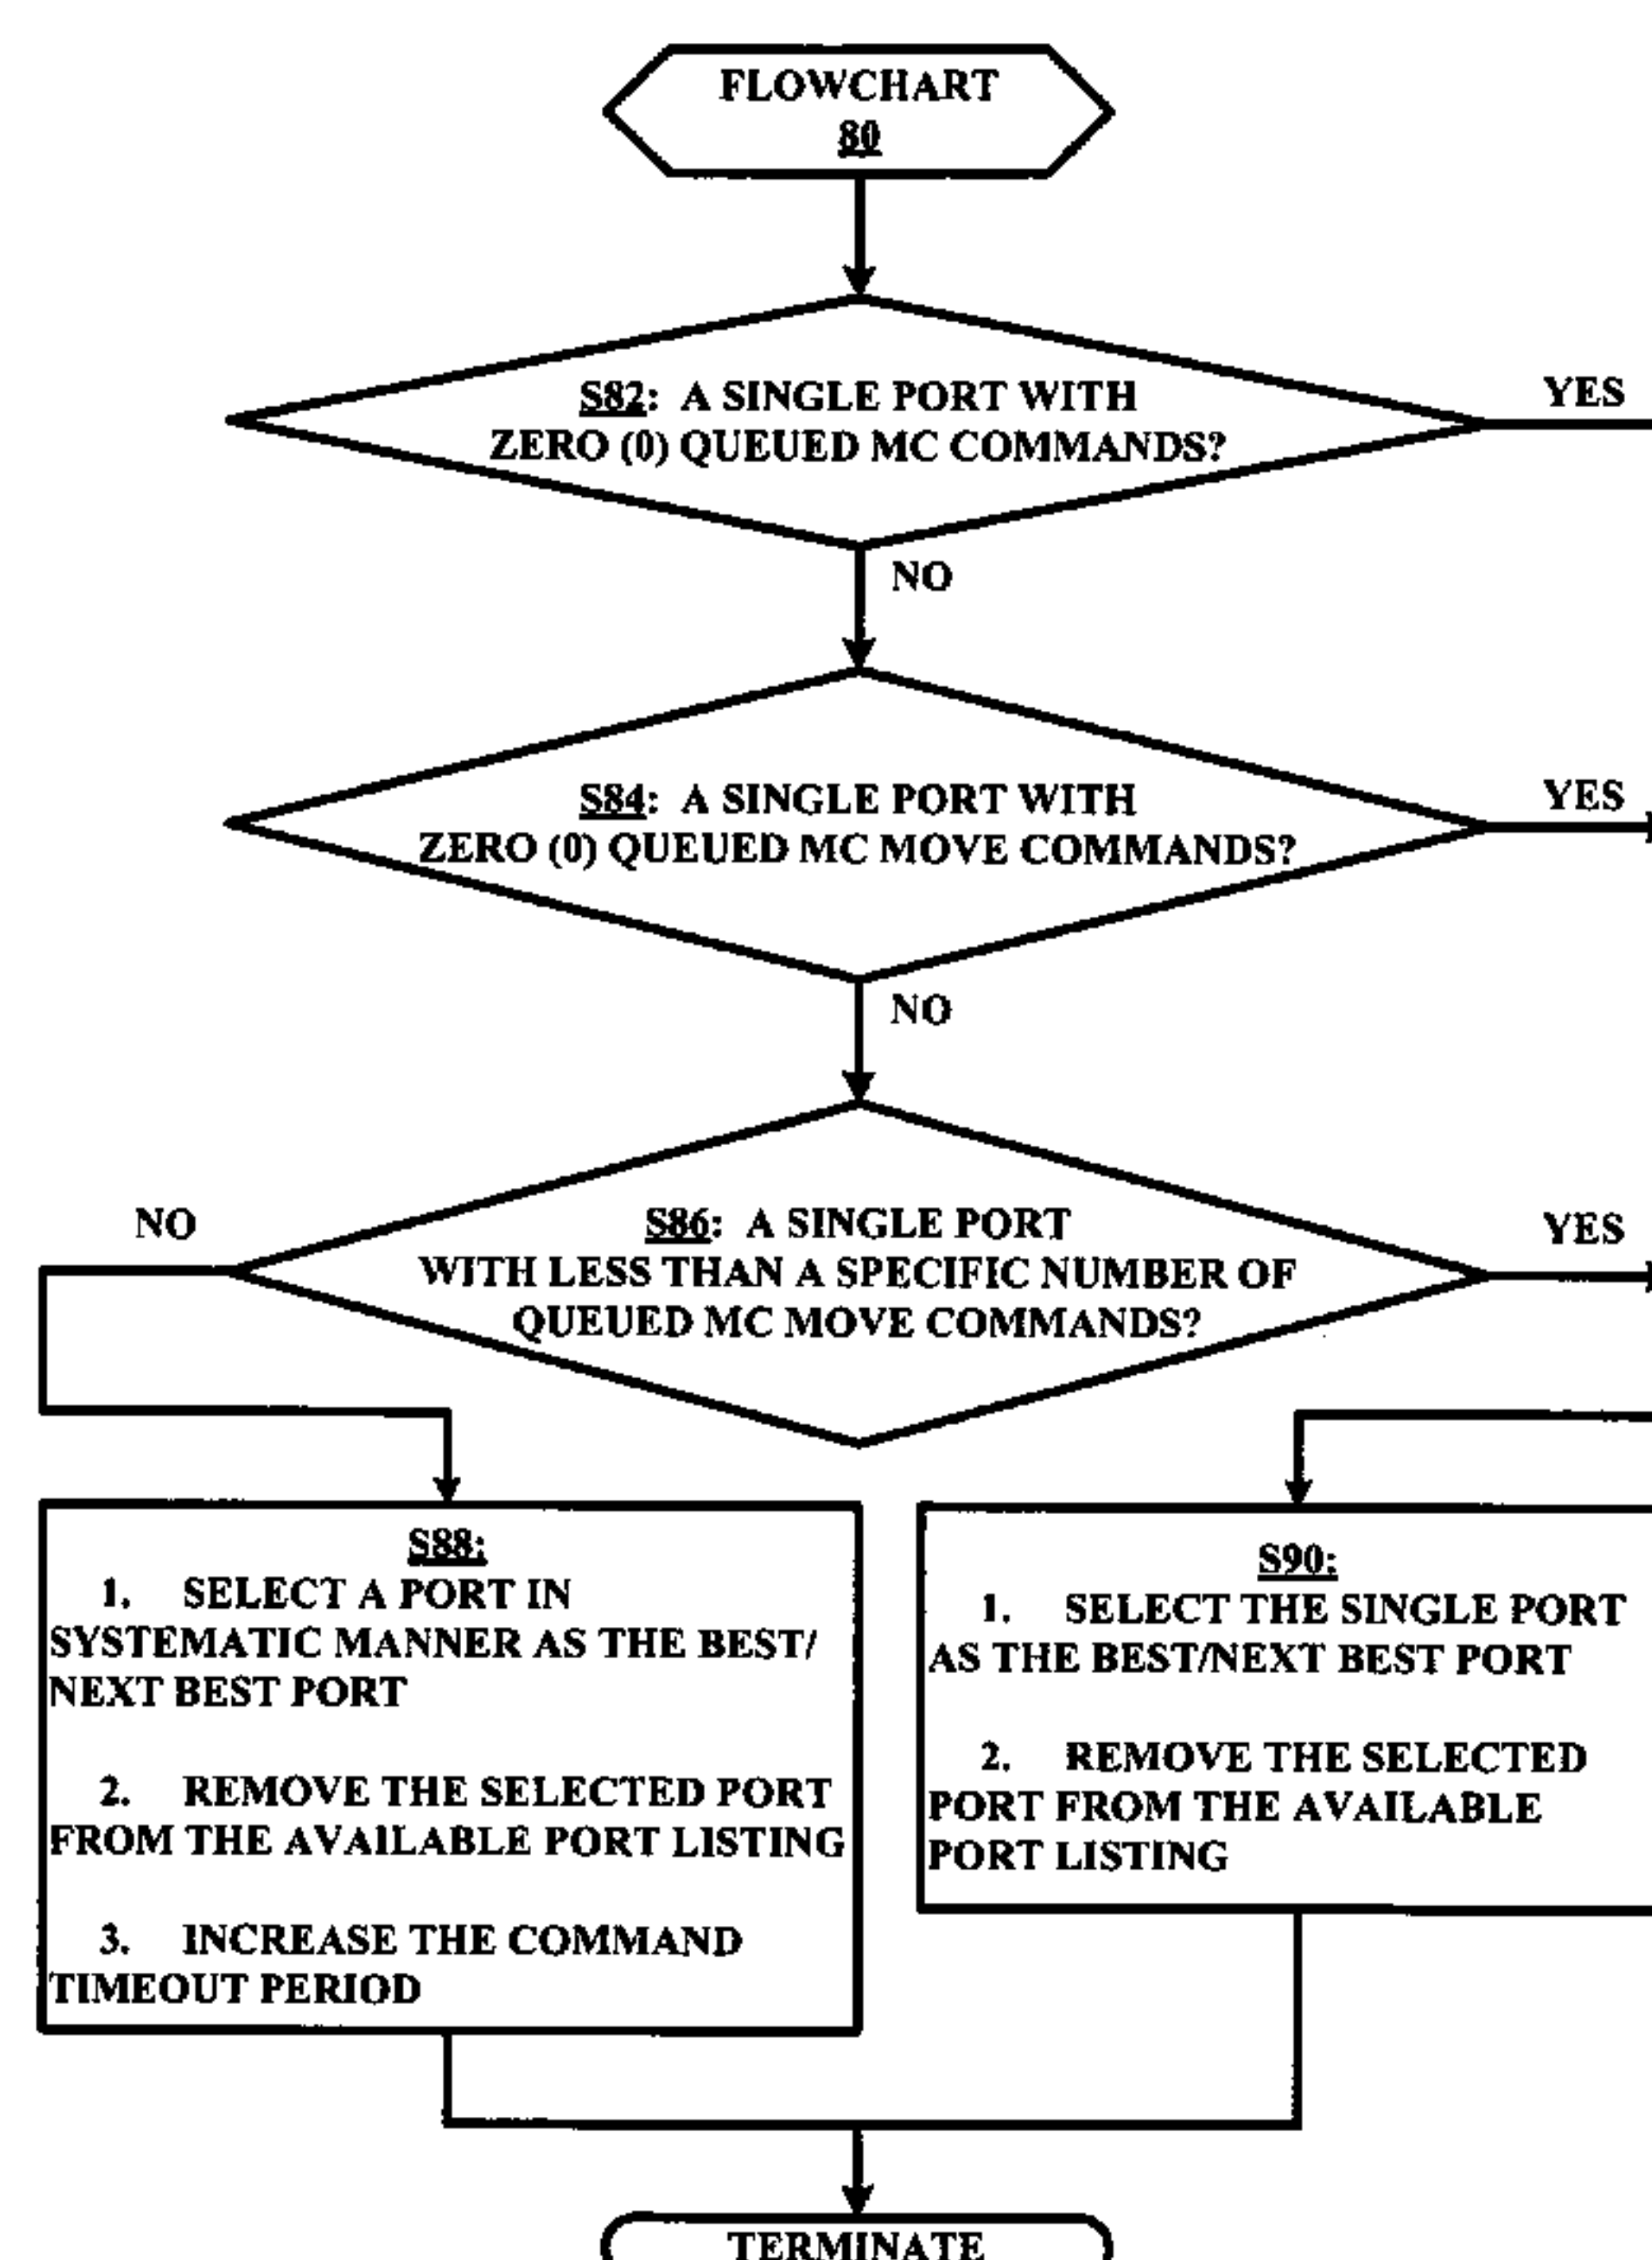 FLOWCHART
80
S82: A SINGLE PORT WITH
ZERO (0) QUEUED MC COMMANDS?
YES
NO
S84: A SINGLE PORT WITH
ZERO (0) QUEUED MC MOVE COMMANDS?
YES
NO
S86: A SINGLE PORT
WITH LESS THAN A SPECIFIC NUMBER OF
QUEUED MC MOVE COMMANDS?
NO
YES
S88:
1. SELECT A PORT IN
SYSTEMATIC MANNER AS THE BEST/
NEXT BEST PORT
2. REMOVE THE SELECTED PORT
FROM THE AVAILABLE PORT LISTING
3. INCREASE THE COMMAND
TIMEOUT PERIOD
S90:
1. SELECT THE SINGLE PORT
AS THE BEST/NEXT BEST PORT
2. REMOVE THE SELECTED
PORT FROM THE AVAILABLE
PORT LISTING
TERMINATE